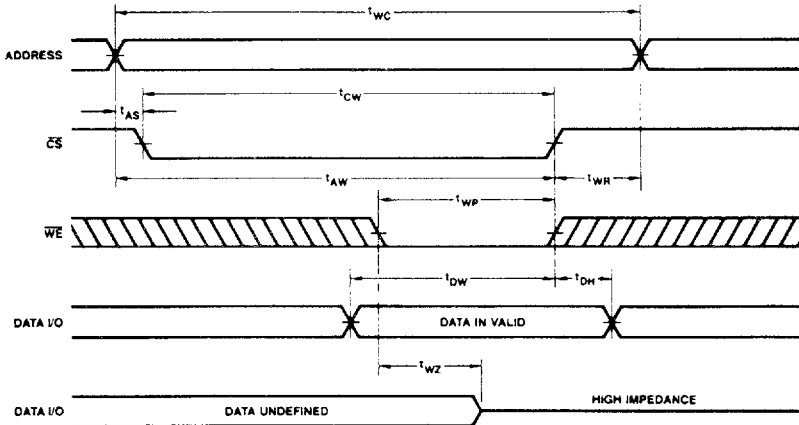 tWC
ADDRESS
tAS
tCW
CS
tAW
tWR
tWP
WE
tDW
tDH
DATA I/O
DATA IN VALID
tWZ
HIGH IMPEDANCE
DATA I/O
DATA UNDEFINED